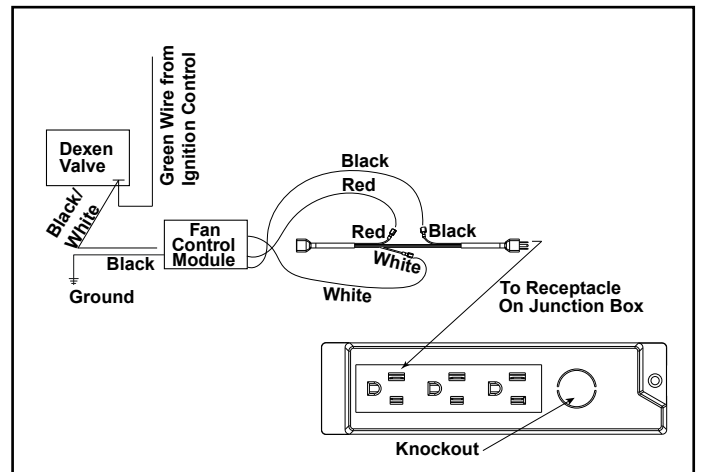 Green Wire from
Ignition Control
Dexen
Valve
Black/
White
Black
Red
Fan
Control
Module
Red
Black
White
Black
White
Ground
To Receptacle
On Junction Box
Knockout